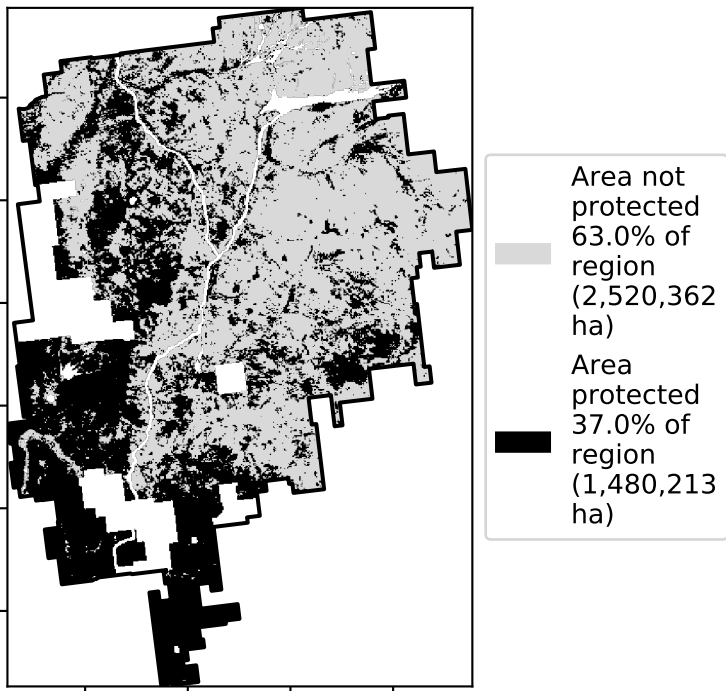 Area not
protected
63.0% of
region
(2,520,362
ha)
Area
protected
37.0% of
region
(1,480,213
ha)